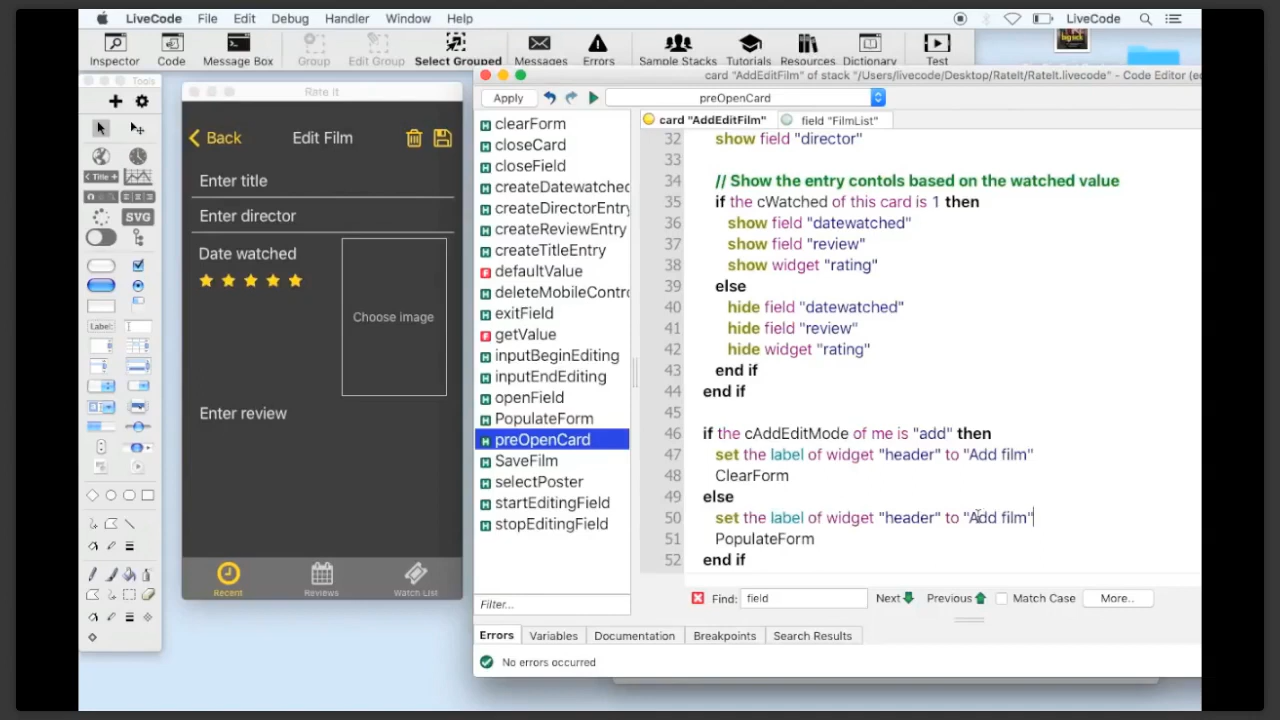 LiveCode File Edit Debug Handler Window Help LiveCode
Inspector Code Message Box Group Edit Group Select Grouped Messages Errors Sample Stacks Tutorials Resources Dictionary Test
Tools
< Title +
SVG
Label:
Rate It
Back Edit Film
Enter title
Enter director
Date watched
Choose image
Enter review
Recent Reviews Watch List
card "AddEditFilm" of stack "/Users/livecode/Desktop/RateIt/RateIt.livecode" - Code Editor (e
Apply preOpenCard
clearForm
closeCard
closeField
createDatewatched
createDirectorEntry
createReviewEntry
createTitleEntry
defaultValue
deleteMobileContro
exitField
getValue
inputBeginEditing
inputEndEditing
openField
PopulateForm
preOpenCard
SaveFilm
selectPoster
startEditingField
stopEditingField
Filter...
card "AddEditFilm" field "FilmList"
32 show field "director"
33
34 // Show the entry contols based on the watched value
35 if the cWatched of this card is 1 then
36 show field "datewatched"
37 show field "review"
38 show widget "rating"
39 else
40 hide field "datewatched"
41 hide field "review"
42 hide widget "rating"
43 end if
44 end if
45
46 if the cAddEditMode of me is "add" then
47 set the label of widget "header" to "Add film"
48 ClearForm
49 else
50 set the label of widget "header" to "Add film"
51 PopulateForm
52 end if
Find: field Next Previous Match Case More..
Errors Variables Documentation Breakpoints Search Results
No errors occurred